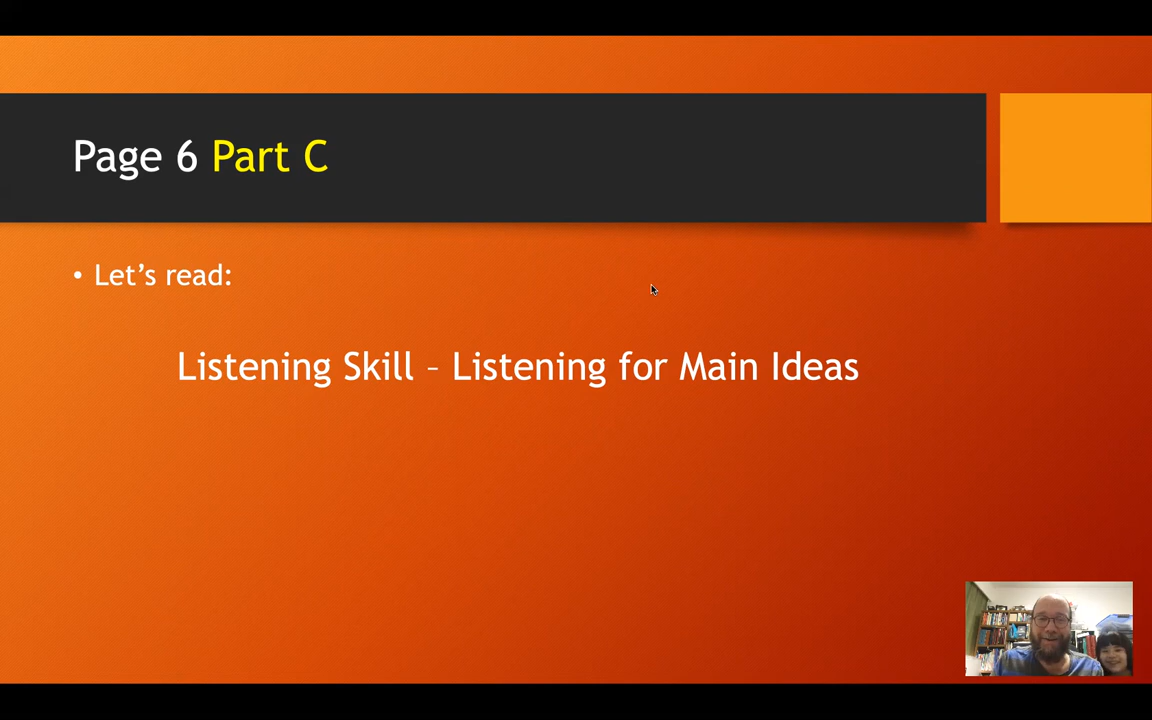 Page 6 Part C
• Let’s read:
Listening Skill – Listening for Main Ideas